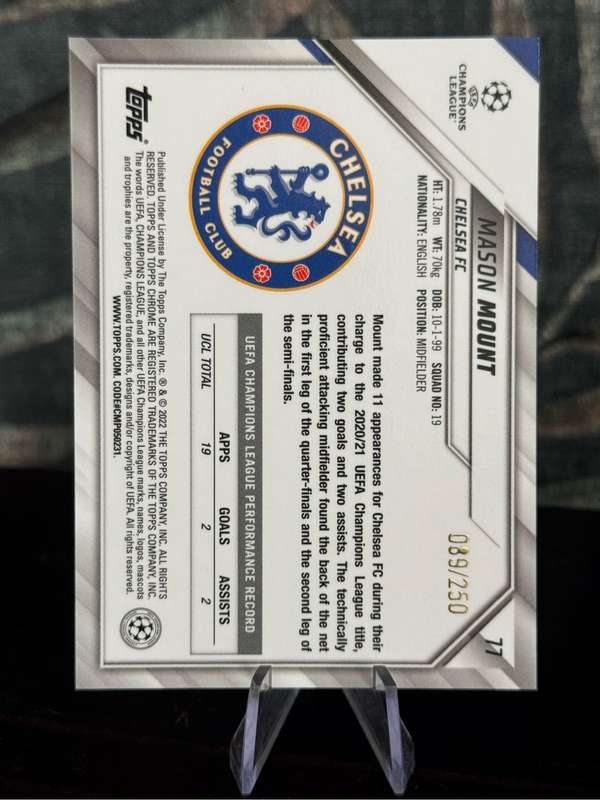 UEFA
CHAMPIONS
LEAGUE
77
MASON MOUNT
089/250
CHELSEA FC
HT: 1.78m WT: 70kg DOB: 10-1-99 SQUAD NO: 19
NATIONALITY: ENGLISH POSITION: MIDFIELDER
CHELSEA
FOOTBALL CLUB
Mount made 11 appearances for Chelsea FC during their
charge to the 2020/21 UEFA Champions League title,
contributing two goals and two assists. The technically
proficient attacking midfielder found the back of the net
in the first leg of the quarter-finals and the second leg of
the semi-finals.
UEFA CHAMPIONS LEAGUE PERFORMANCE RECORD
APPS GOALS ASSISTS
UCL TOTAL 19 2 2
topps®
Published Under License by The Topps Company, Inc. ® & © 2022 THE TOPPS COMPANY, INC. ALL RIGHTS
RESERVED. TOPPS AND TOPPS CHROME ARE REGISTERED TRADEMARKS OF THE TOPPS COMPANY, INC.
The words UEFA, CHAMPIONS LEAGUE, and all other UEFA Champions League marks, names, logos, mascots
and trophies are the property, registered trademarks, designs and/or copyright of UEFA. All rights reserved.
WWW.TOPPS.COM. CODE#CMP050231.